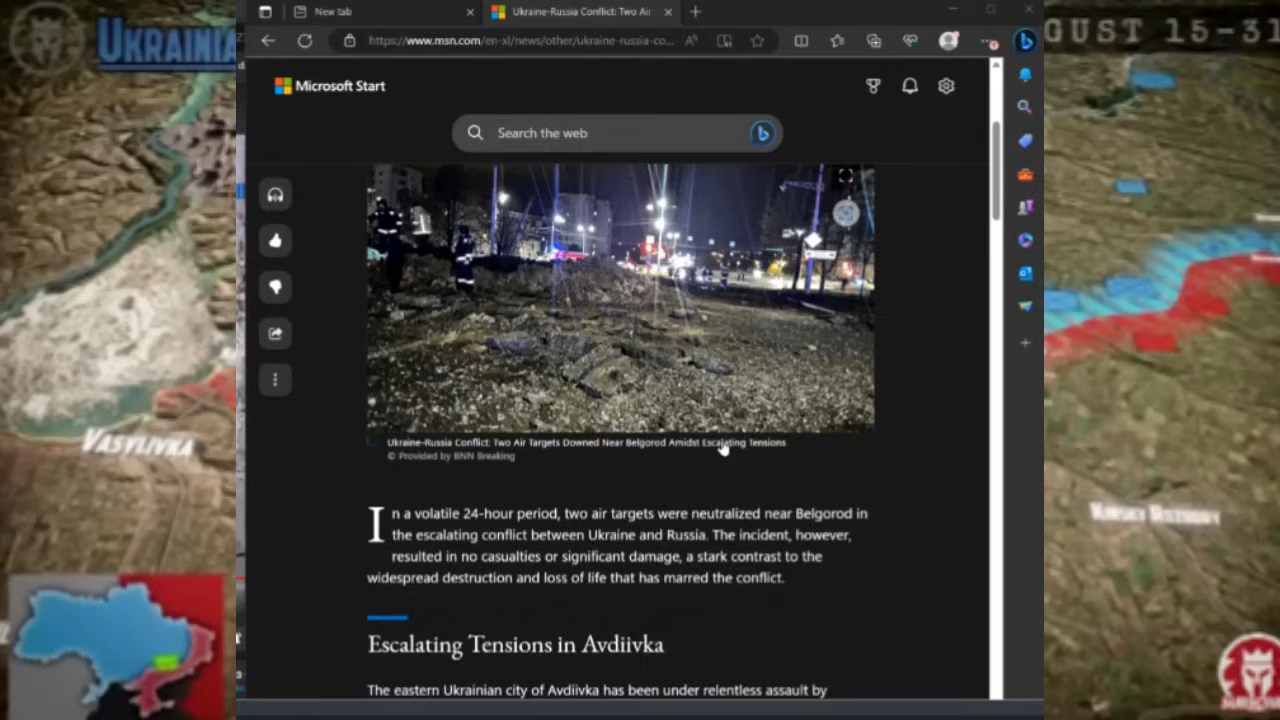 New tab
Ukraine-Russia Conflict: Two Air
https://www.msn.com/en-xl/news/other/ukraine-russia-co...
UKRAINIA
GUST 15-31
Microsoft Start
Search the web
Ukraine-Russia Conflict: Two Air Targets Downed Near Belgorod Amidst Escalating Tensions
© Provided by BNN Breaking
VASYLIVKA
In a volatile 24-hour period, two air targets were neutralized near Belgorod in
the escalating conflict between Ukraine and Russia. The incident, however,
resulted in no casualties or significant damage, a stark contrast to the
widespread destruction and loss of life that has marred the conflict.
Escalating Tensions in Avdiivka
The eastern Ukrainian city of Avdiivka has been under relentless assault by